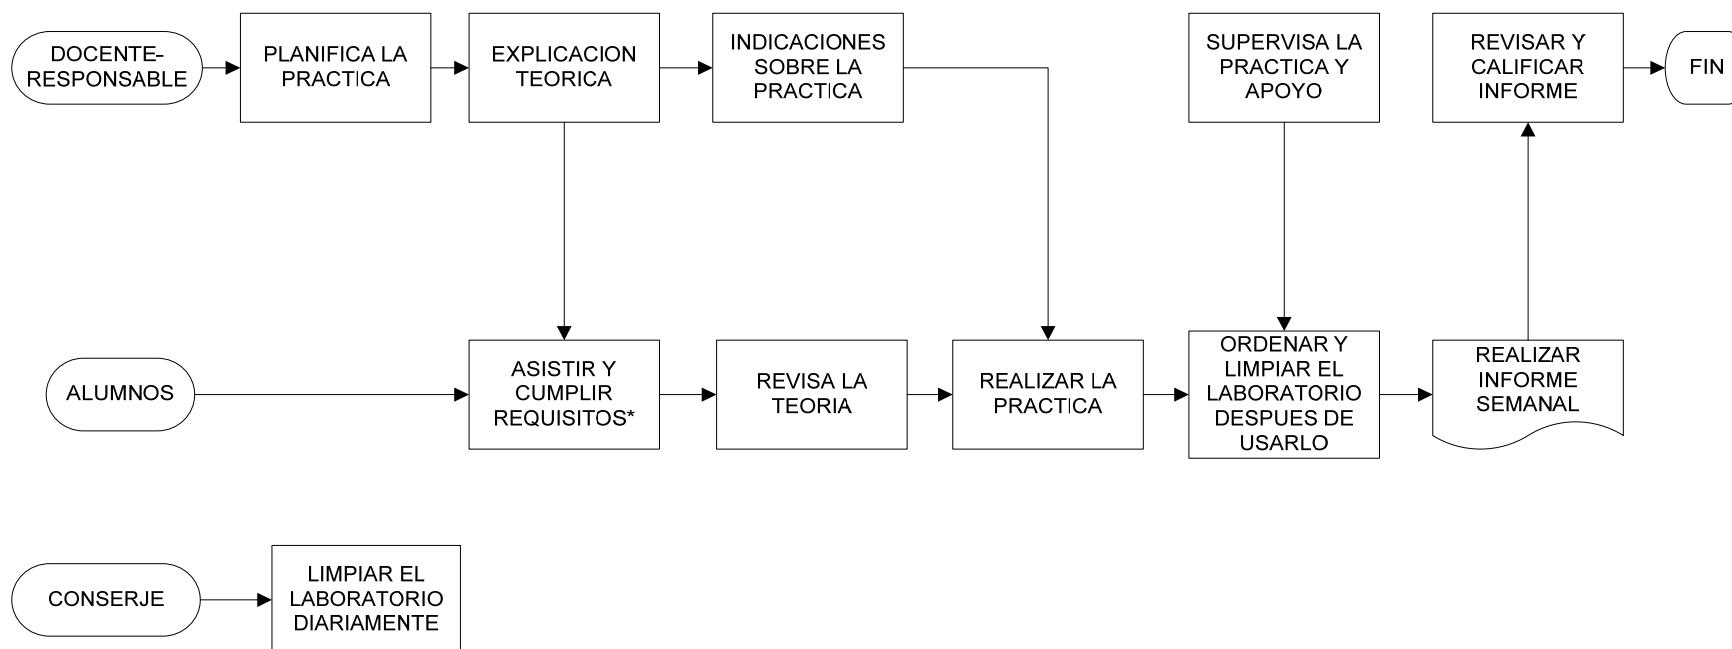 DOCENTE-
RESPONSABLE
PLANIFICA LA
PRACTICA
EXPLICACION
TEORICA
INDICACIONES
SOBRE LA
PRACTICA
SUPERVISA LA
PRACTICA Y
APOYO
REVISAR Y
CALIFICAR
INFORME
FIN
ALUMNOS
ASISTIR Y
CUMPLIR
REQUISITOS*
REVISA LA
TEORIA
REALIZAR LA
PRACTICA
ORDENAR Y
LIMPIAR EL
LABORATORIO
DESPUES DE
USARLO
REALIZAR
INFORME
SEMANAL
CONSERJE
LIMPIAR EL
LABORATORIO
DIARIAMENTE